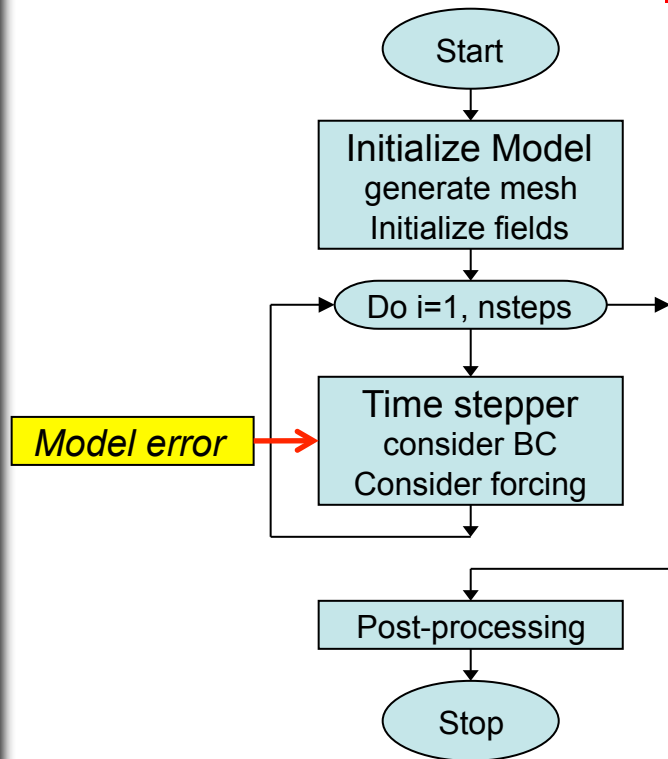 Start
Initialize Model
generate mesh
Initialize fields
Do i=1, nsteps
Time stepper
consider BC
Consider forcing
Model error
Post-processing
Stop